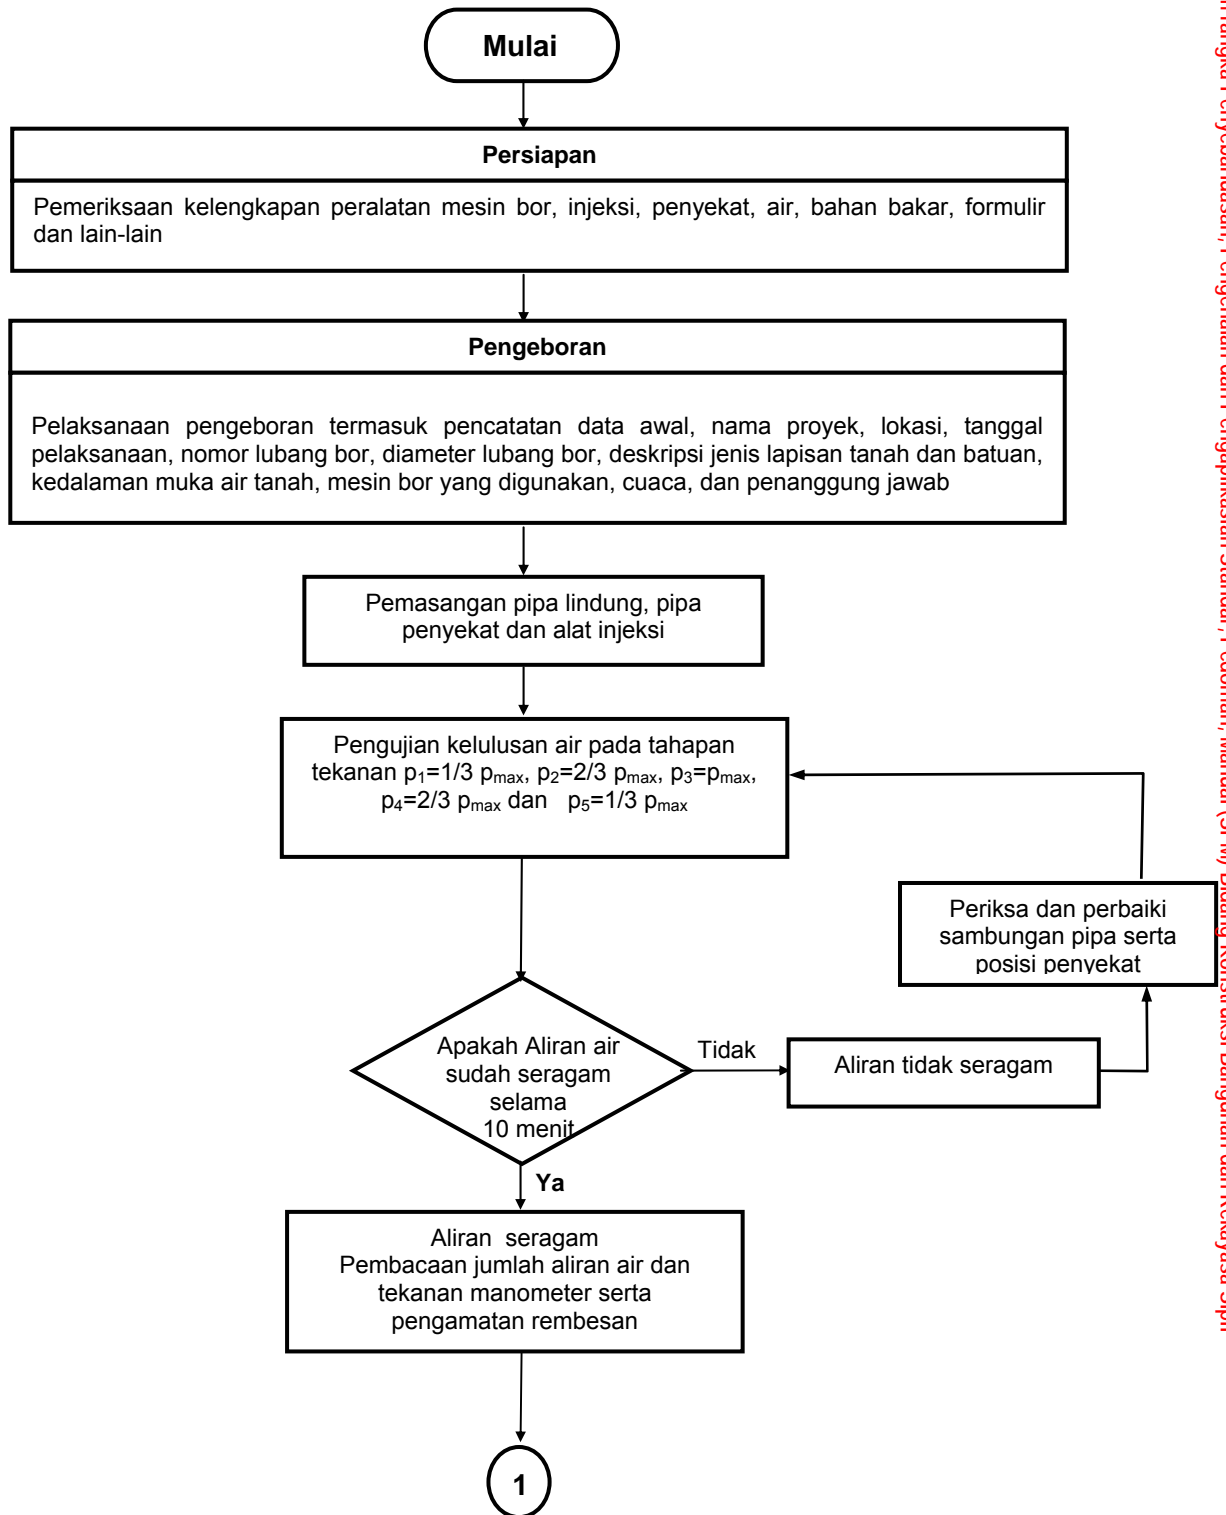 Mulai
Persiapan
Pemeriksaan kelengkapan peralatan mesin bor, injeksi, penyekat, air, bahan bakar, formulir
dan lain-lain
Pengeboran
Pelaksanaan pengeboran termasuk pencatatan data awal, nama proyek, lokasi, tanggal
pelaksanaan, nomor lubang bor, diameter lubang bor, deskripsi jenis lapisan tanah dan batuan,
kedalaman muka air tanah, mesin bor yang digunakan, cuaca, dan penanggung jawab
Pemasangan pipa lindung, pipa
penyekat dan alat injeksi
Pengujian kelulusan air pada tahapan
tekanan p₁=1/3 pₘₐₓ, p₂=2/3 pₘₐₓ, p₃=pₘₐₓ,
p₄=2/3 pₘₐₓ dan p₅=1/3 pₘₐₓ
Periksa dan perbaiki
sambungan pipa serta
posisi penyekat
Apakah Aliran air
sudah seragam
selama
10 menit
Tidak
Aliran tidak seragam
Ya
Aliran seragam
Pembacaan jumlah aliran air dan
tekanan manometer serta
pengamatan rembesan
1